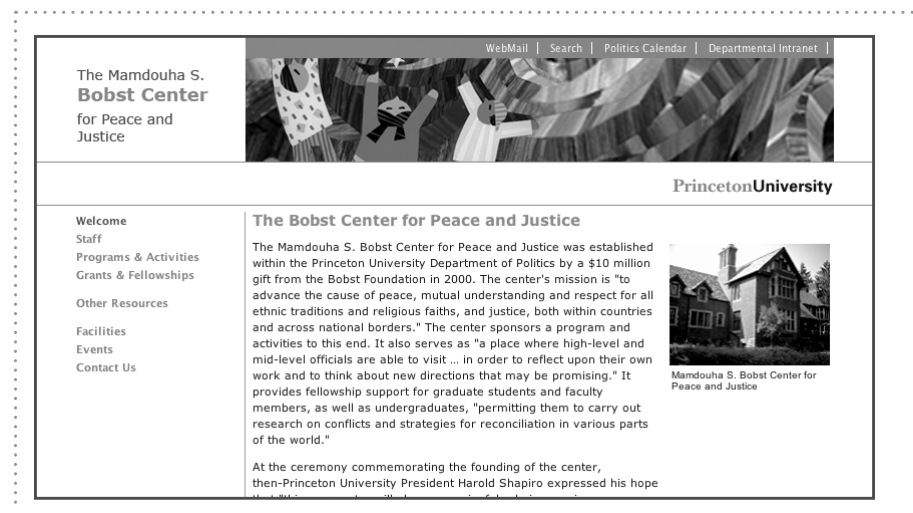 WebMail | Search | Politics Calendar | Departmental Intranet |
The Mamdouha S.
Bobst Center
for Peace and
Justice
PrincetonUniversity
Welcome
Staff
Programs & Activities
Grants & Fellowships
Other Resources
Facilities
Events
Contact Us
The Bobst Center for Peace and Justice
The Mamdouha S. Bobst Center for Peace and Justice was established
within the Princeton University Department of Politics by a $10 million
gift from the Bobst Foundation in 2000. The center's mission is "to
advance the cause of peace, mutual understanding and respect for all
ethnic traditions and religious faiths, and justice, both within countries
and across national borders." The center sponsors a program and
activities to this end. It also serves as "a place where high-level and
mid-level officials are able to visit ... in order to reflect upon their own
work and to think about new directions that may be promising." It
provides fellowship support for graduate students and faculty
members, as well as undergraduates, "permitting them to carry out
research on conflicts and strategies for reconciliation in various parts
of the world."
At the ceremony commemorating the founding of the center,
then-Princeton University President Harold Shapiro expressed his hope
Mamdouha S. Bobst Center for
Peace and Justice